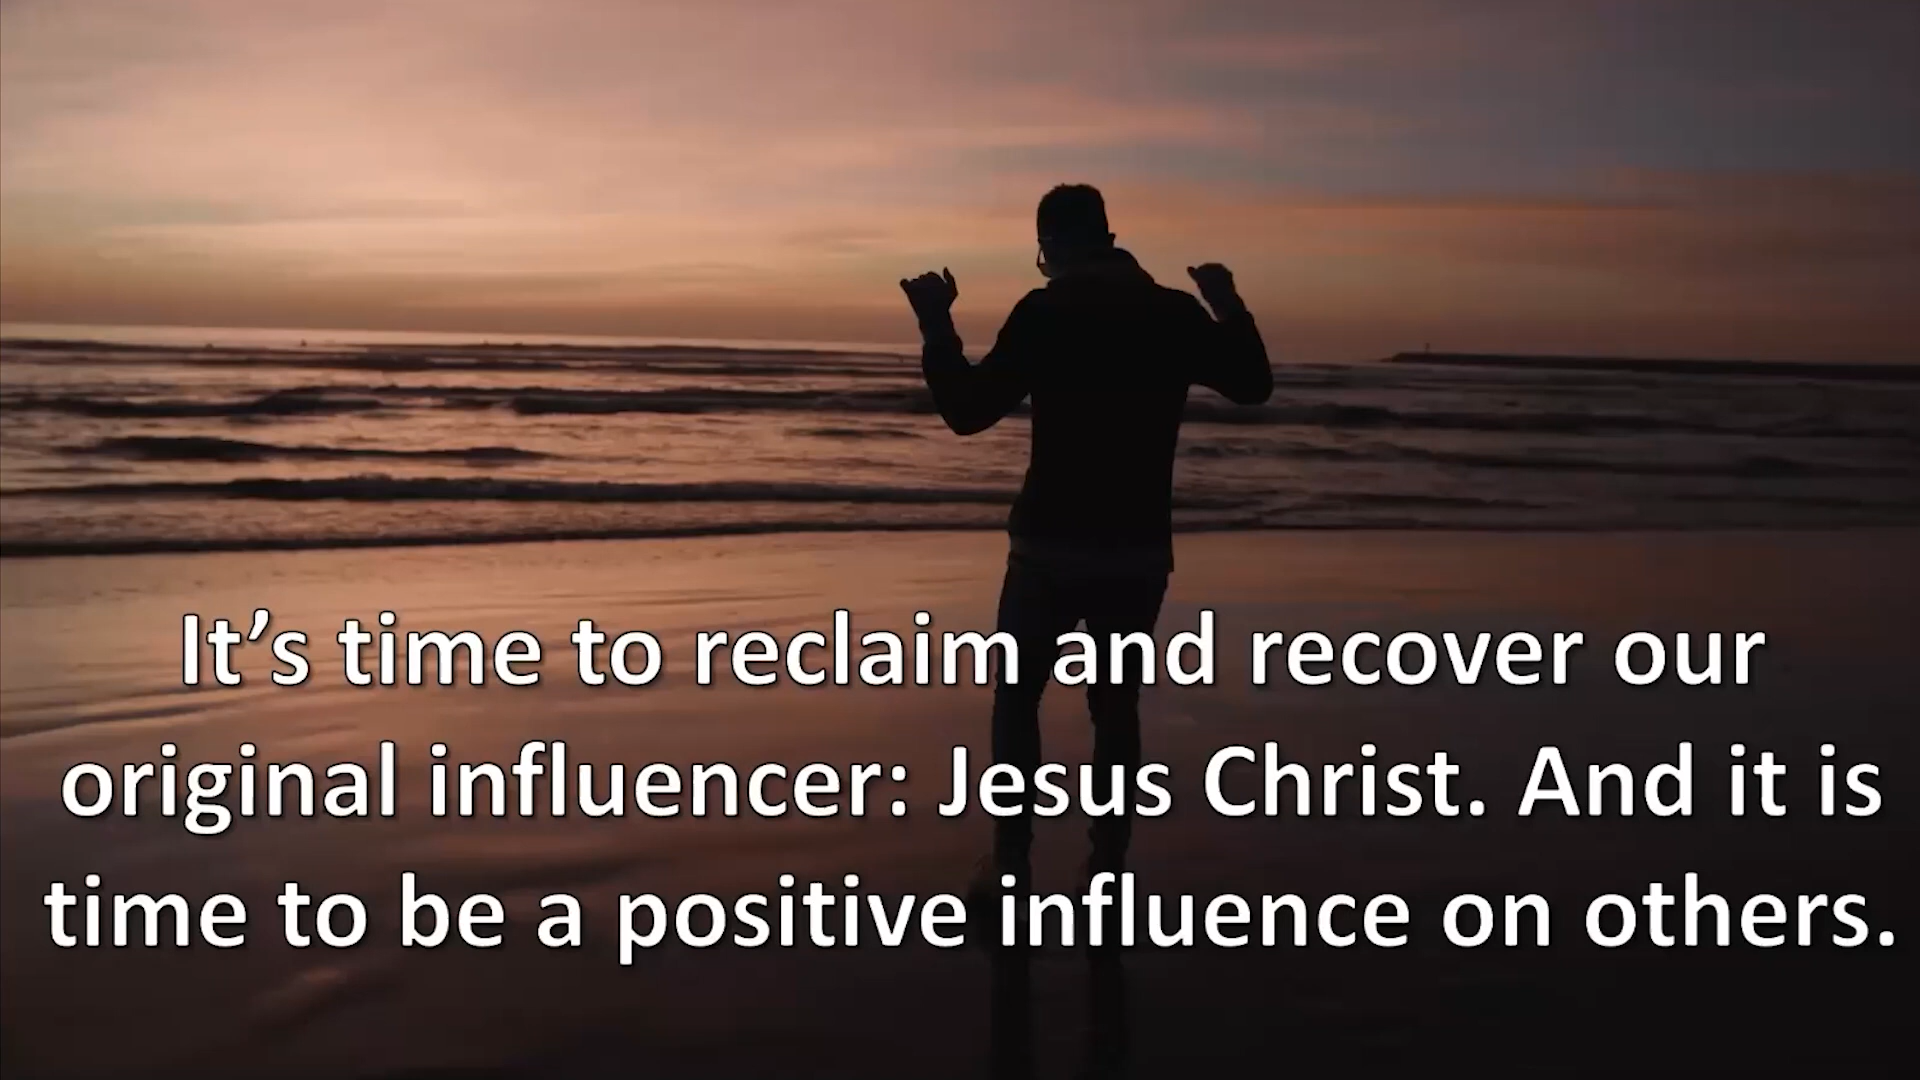 It’s time to reclaim and recover our
original influencer: Jesus Christ. And it is
time to be a positive influence on others.